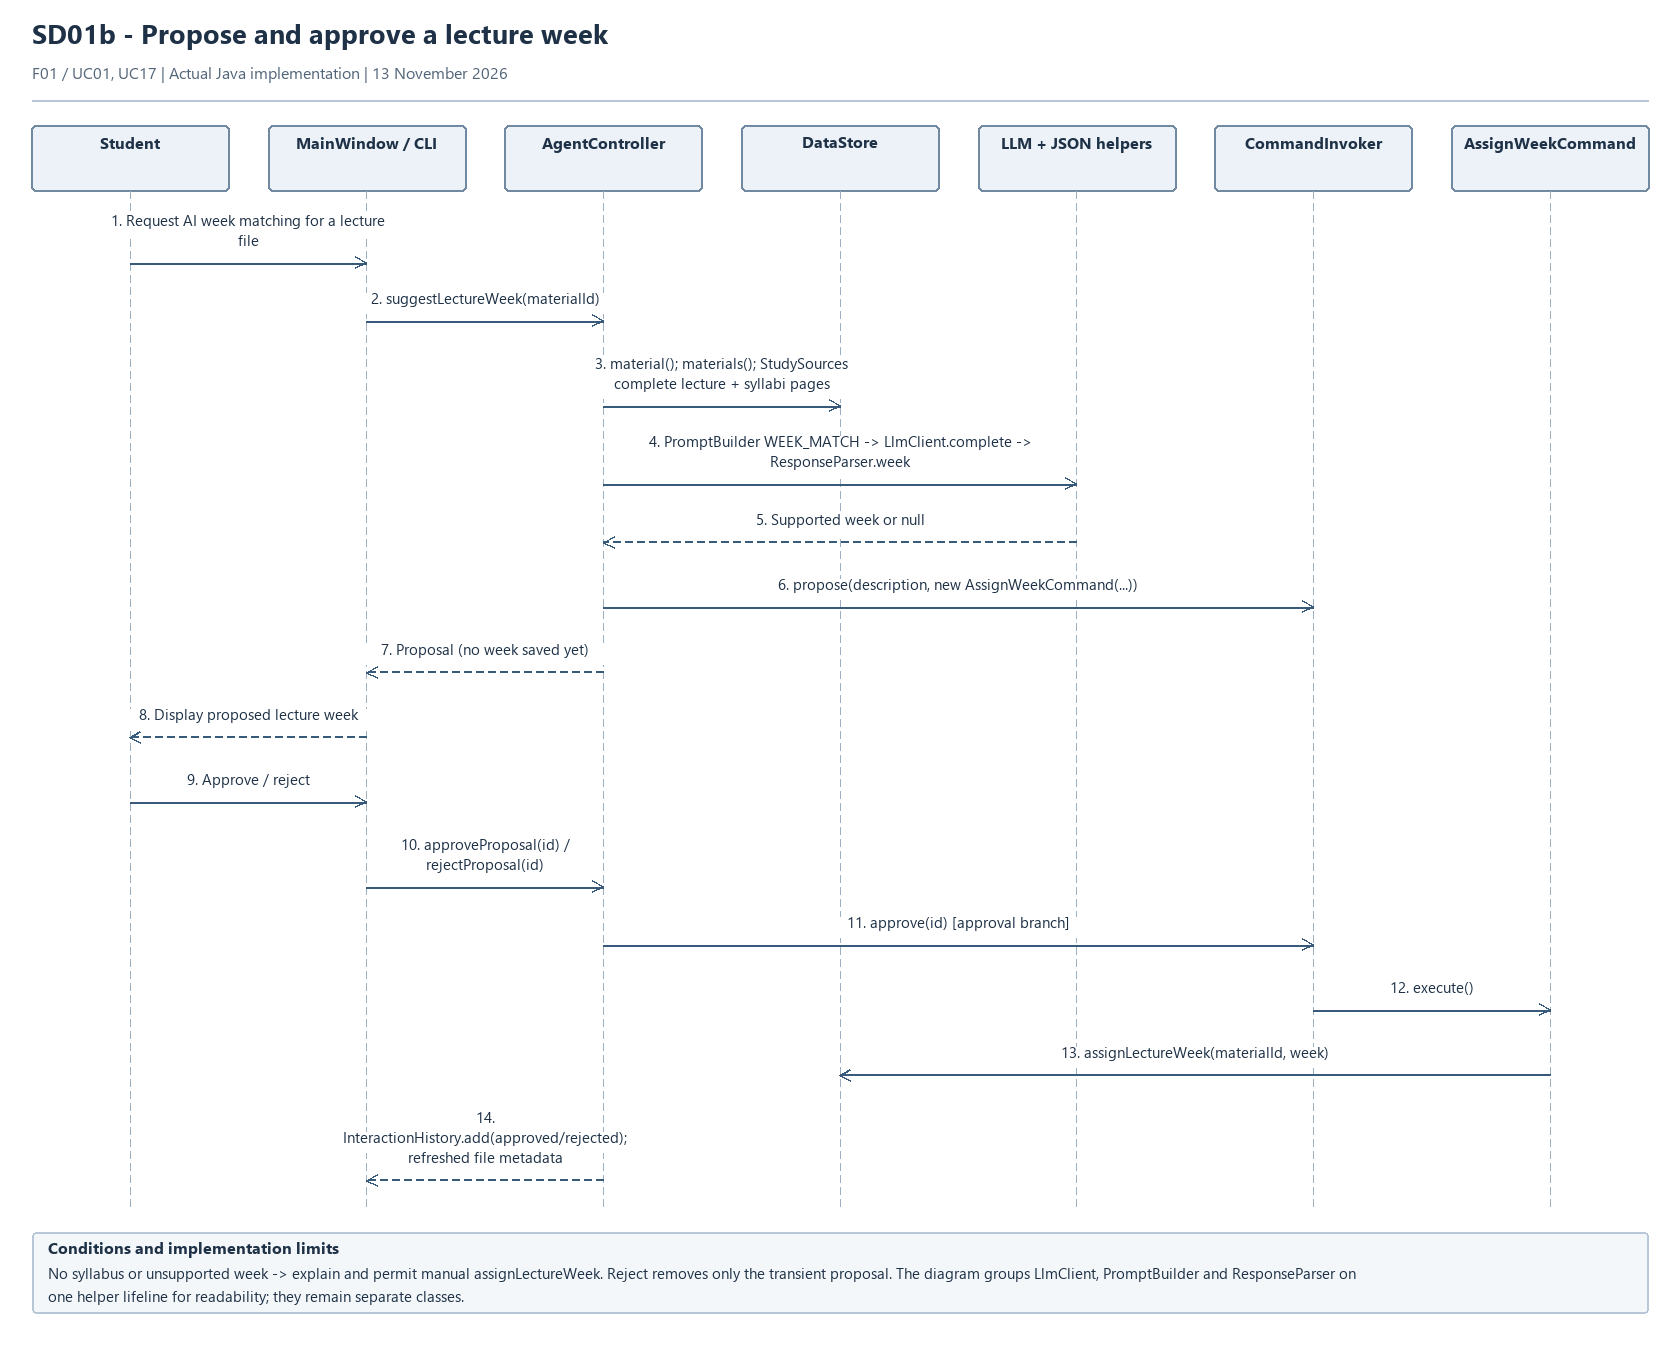 SD01b - Propose and approve a lecture week
F01 / UC01, UC17 | Actual Java implementation | 13 November 2026
Student
MainWindow / CLI
AgentController
DataStore
LLM + JSON helpers
CommandInvoker
AssignWeekCommand
1. Request AI week matching for a lecture
file
2. suggestLectureWeek(materialId)
3. material(); materials(); StudySources
complete lecture + syllabi pages
4. PromptBuilder WEEK_MATCH -> LlmClient.complete ->
ResponseParser.week
5. Supported week or null
6. propose(description, new AssignWeekCommand(...))
7. Proposal (no week saved yet)
8. Display proposed lecture week
9. Approve / reject
10. approveProposal(id) /
rejectProposal(id)
11. approve(id) [approval branch]
12. execute()
13. assignLectureWeek(materialId, week)
14.
InteractionHistory.add(approved/rejected);
refreshed file metadata
Conditions and implementation limits
No syllabus or unsupported week -> explain and permit manual assignLectureWeek. Reject removes only the transient proposal. The diagram groups LlmClient, PromptBuilder and ResponseParser on
one helper lifeline for readability; they remain separate classes.